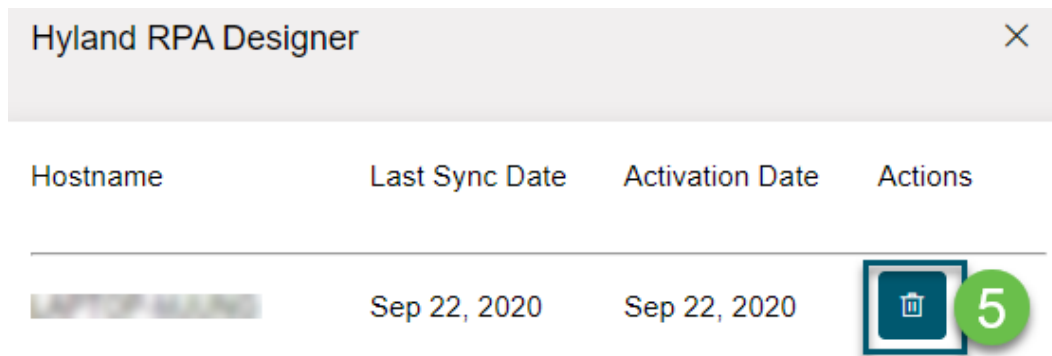 Hyland RPA Designer
Hostname Last Sync Date Activation Date Actions
Sep 22, 2020 Sep 22, 2020 5